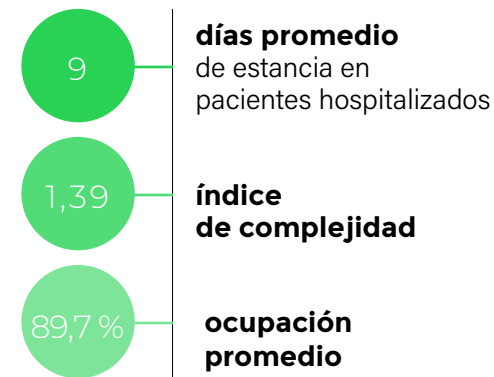 9
días promedio
de estancia en
pacientes hospitalizados
1,39
índice
de complejidad
89,7 %
ocupación
promedio